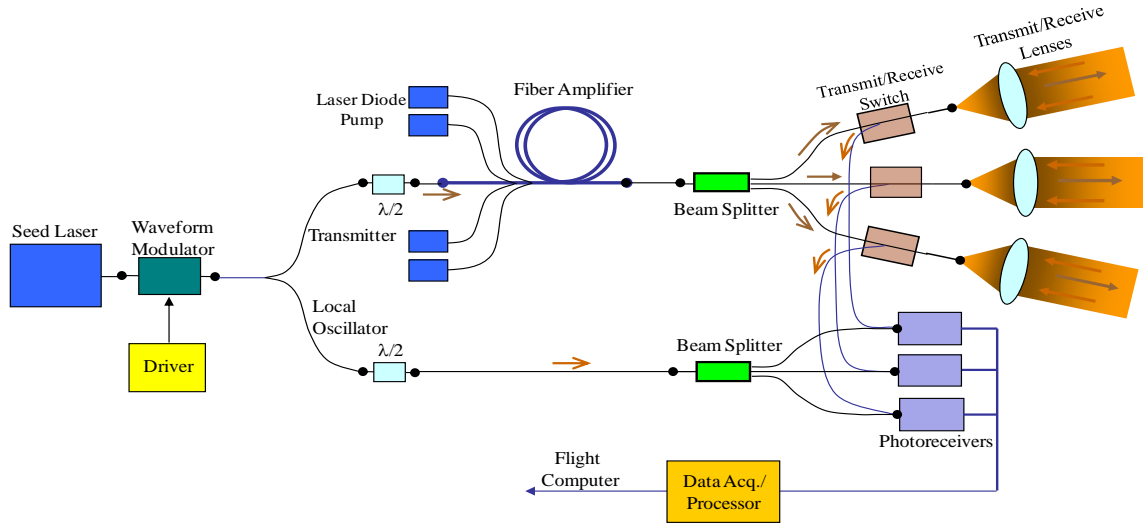 Transmit/Receive
Lenses
Transmit/Receive
Switch
Fiber Amplifier
Laser Diode
Pump
λ/2
Beam Splitter
Transmitter
Seed Laser
Waveform
Modulator
Local
Oscillator
Driver
λ/2
Beam Splitter
Photoreceivers
Flight
Computer
Data Acq./
Processor